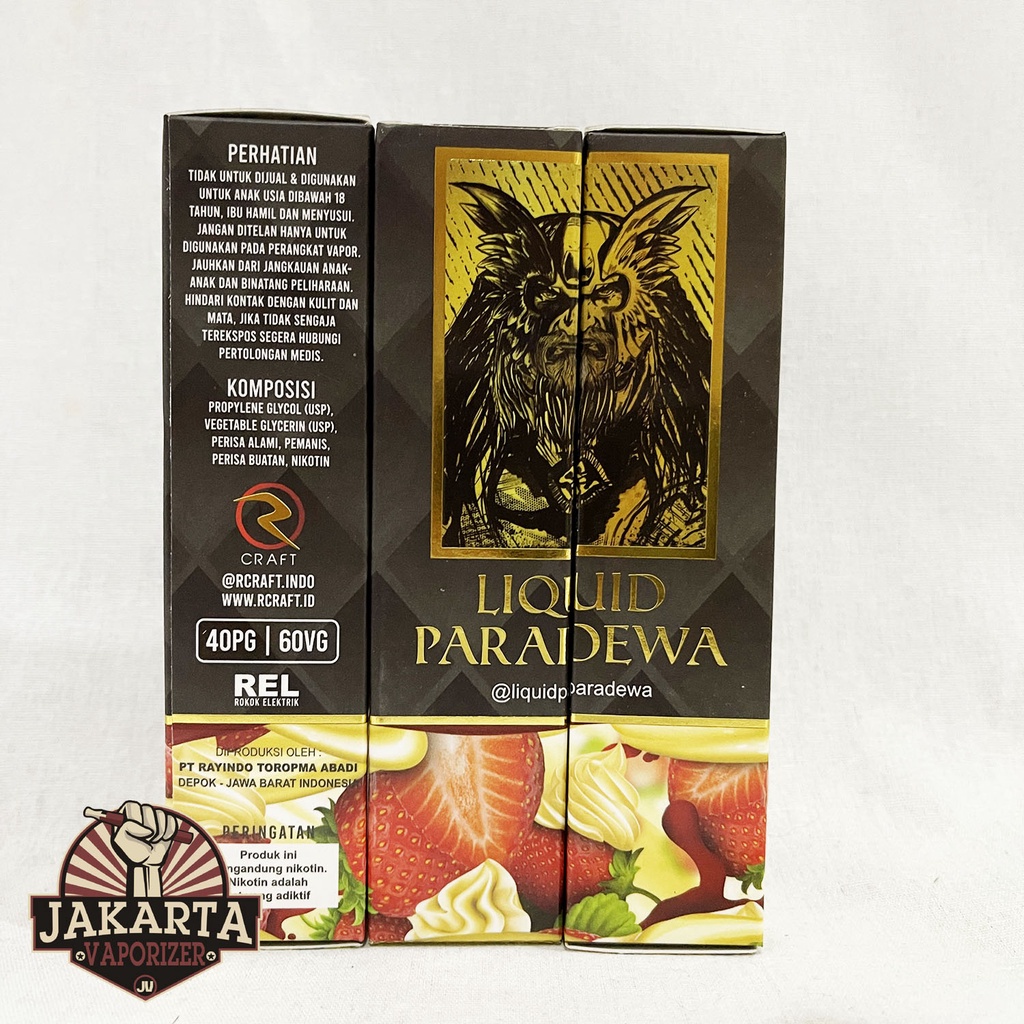 PERHATIAN
TIDAK UNTUK DIJUAL & DIGUNAKAN
UNTUK ANAK USIA DIBAWAH 18
TAHUN, IBU HAMIL DAN MENYUSUI.
JANGAN DITELAN HANYA UNTUK
DIGUNAKAN PADA PERANGKAT VAPOR.
JAUHKAN DARI JANGKAUAN ANAK-
ANAK DAN BINATANG PELIHARAAN.
HINDARI KONTAK DENGAN KULIT DAN
MATA, JIKA TIDAK SENGAJA
TEREKSPOS SEGERA HUBUNGI
PERTOLONGAN MEDIS.
KOMPOSISI
PROPYLENE GLYCOL (USP),
VEGETABLE GLYCERIN (USP),
PERISA ALAMI, PEMANIS,
PERISA BUATAN, NIKOTIN
R
CRAFT
@RCRAFT.INDO
WWW.RCRAFT.ID
40PG | 60VG
REL
ROKOK ELEKTRIK
DIPRODUKSI OLEH :
PT RAYINDO TOROPMA ABADI
DEPOK - JAWA BARAT INDONESIA
PERINGATAN
Produk ini
ngandung nikotin.
Nikotin adalah
adiktif
LIQUID
PARADEWA
@liquidpparadewa
JAKARTA
VAPORIZER
JV